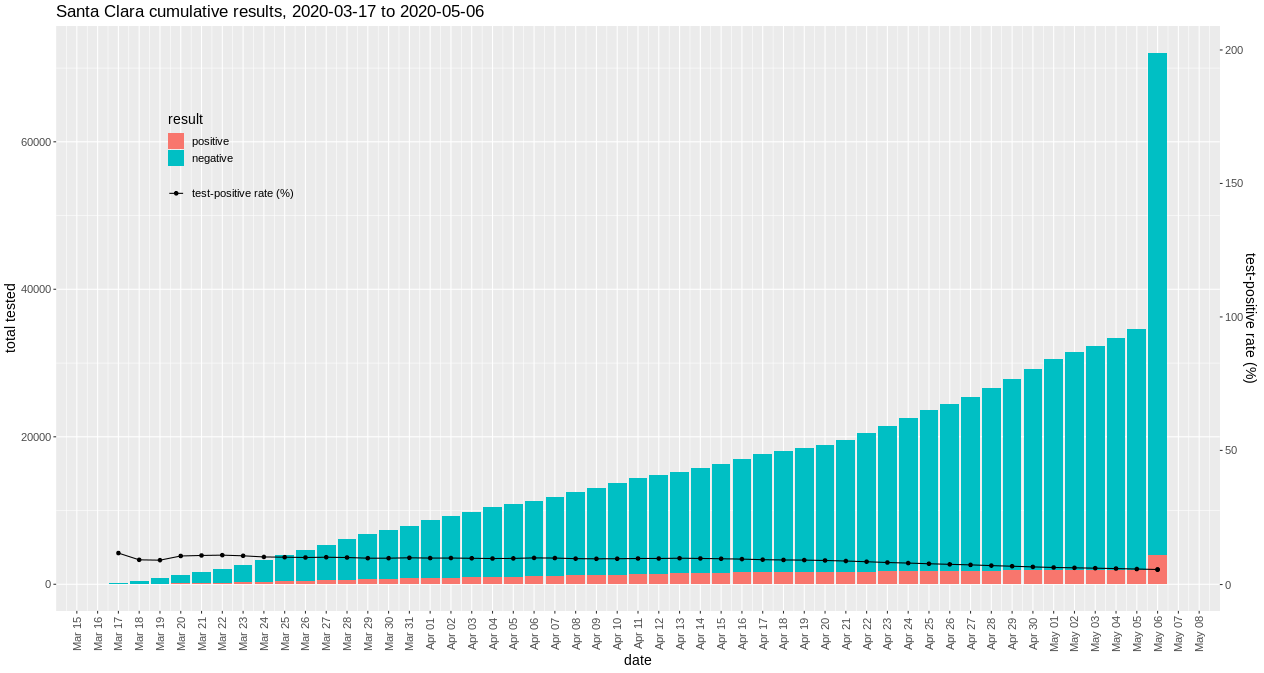 Santa Clara cumulative results, 2020-03-17 to 2020-05-06
result
positive
negative
test-positive rate (%)
total tested
60000
40000
20000
0
200
150
100
50
0
test-positive rate (%)
Mar 15
Mar 16
Mar 17
Mar 18
Mar 19
Mar 20
Mar 21
Mar 22
Mar 23
Mar 24
Mar 25
Mar 26
Mar 27
Mar 28
Mar 29
Mar 30
Mar 31
Apr 01
Apr 02
Apr 03
Apr 04
Apr 05
Apr 06
Apr 07
Apr 08
Apr 09
Apr 10
Apr 11
Apr 12
Apr 13
Apr 14
Apr 15
Apr 16
Apr 17
Apr 18
Apr 19
Apr 20
Apr 21
Apr 22
Apr 23
Apr 24
Apr 25
Apr 26
Apr 27
Apr 28
Apr 29
Apr 30
May 01
May 02
May 03
May 04
May 05
May 06
May 07
May 08
date